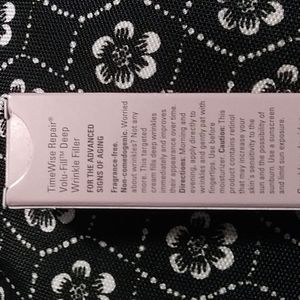 TimeWise Repair®
Volu-Fill™ Deep
Wrinkle Filler
FOR THE ADVANCED
SIGNS OF AGING
Fragrance-free.
Non-comedogenic. Worried
about wrinkles? Not any
more. This targeted
fills deep wrinkles
immediately and improves
their appearance over time.
Directions: Morning and
evening, apply directly to
wrinkles and gently pat with
fingertips. Use before
moisturizer. Caution: This
product contains retinol
that may increase your
skin's sensitivity to the
sun and the possibility of
sunburn. Use a sunscreen
and limit sun exposure